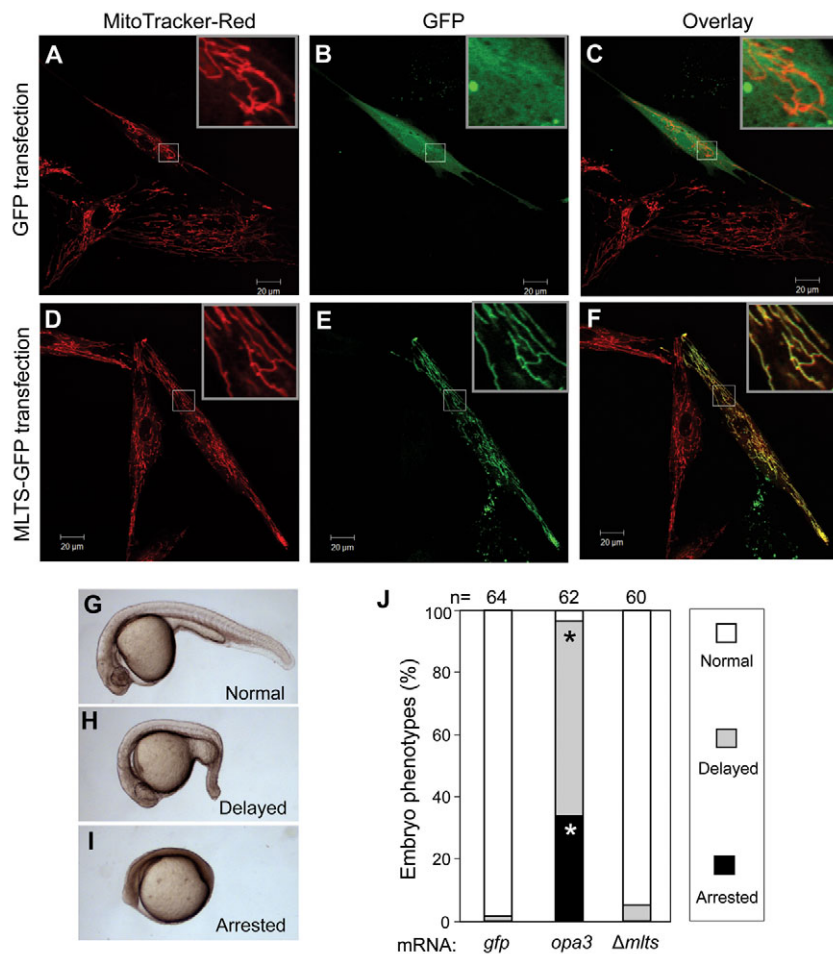 MitoTracker-Red GFP Overlay
GFP transfection
A B C
20 μm 20 μm 20 μm
MLTS-GFP transfection
D E F
20 μm 20 μm 20 μm
G
Normal
H
Delayed
I
Arrested
J
n= 64 62 60
Embryo phenotypes (%)
100
80
60
40
20
0
* 
*
mRNA: gfp opa3 Δmlts
Normal
Delayed
Arrested